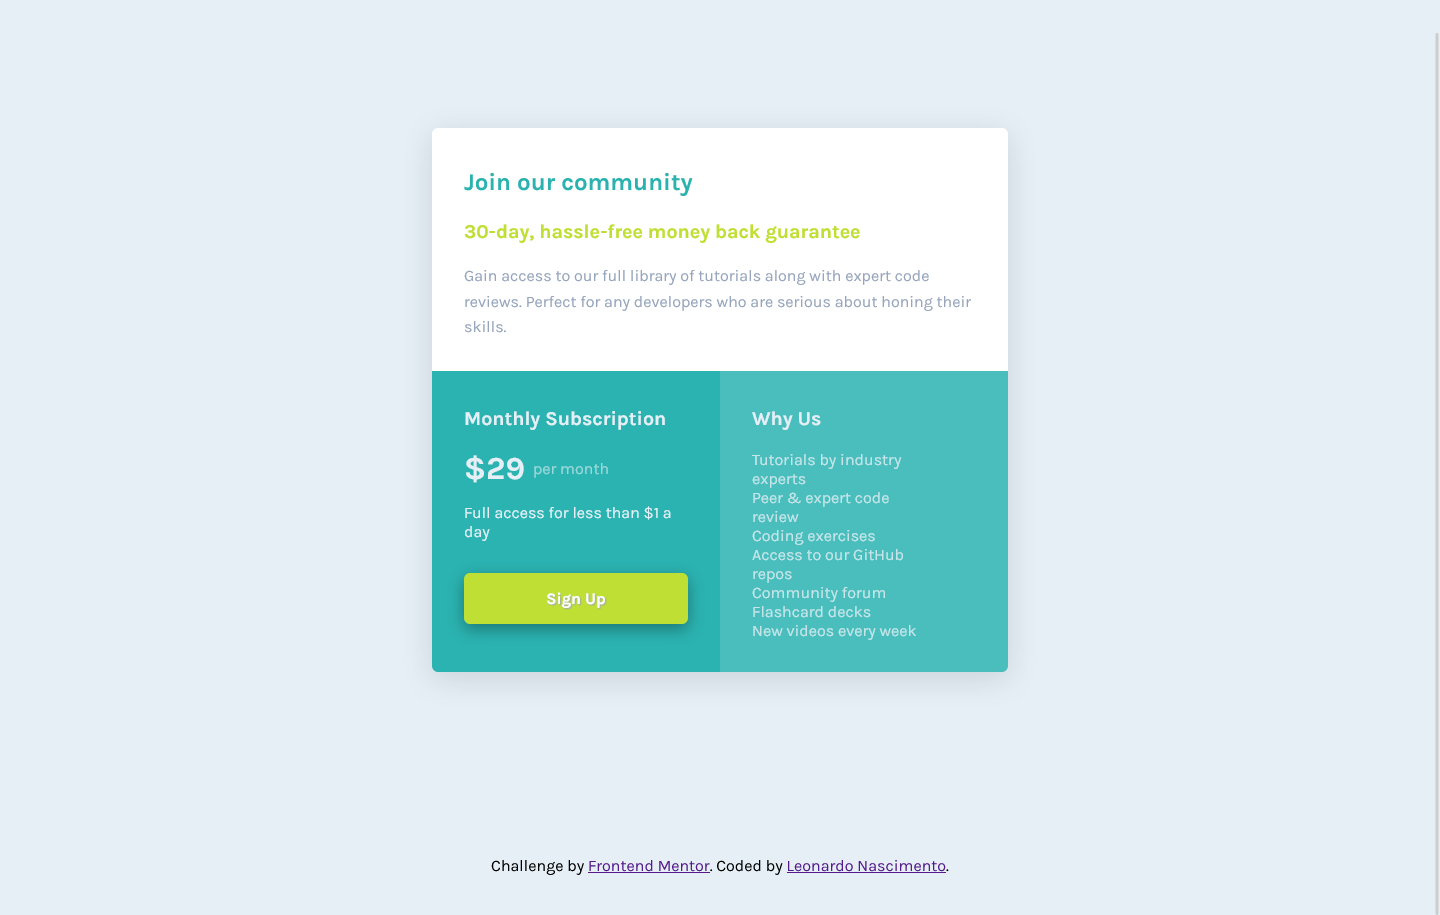 Join our community
30-day, hassle-free money back guarantee
Gain access to our full library of tutorials along with expert code
reviews. Perfect for any developers who are serious about honing their
skills.
Monthly Subscription
$29 per month
Full access for less than $1 a
day
Sign Up
Why Us
Tutorials by industry
experts
Peer & expert code
review
Coding exercises
Access to our GitHub
repos
Community forum
Flashcard decks
New videos every week
Challenge by Frontend Mentor. Coded by Leonardo Nascimento.